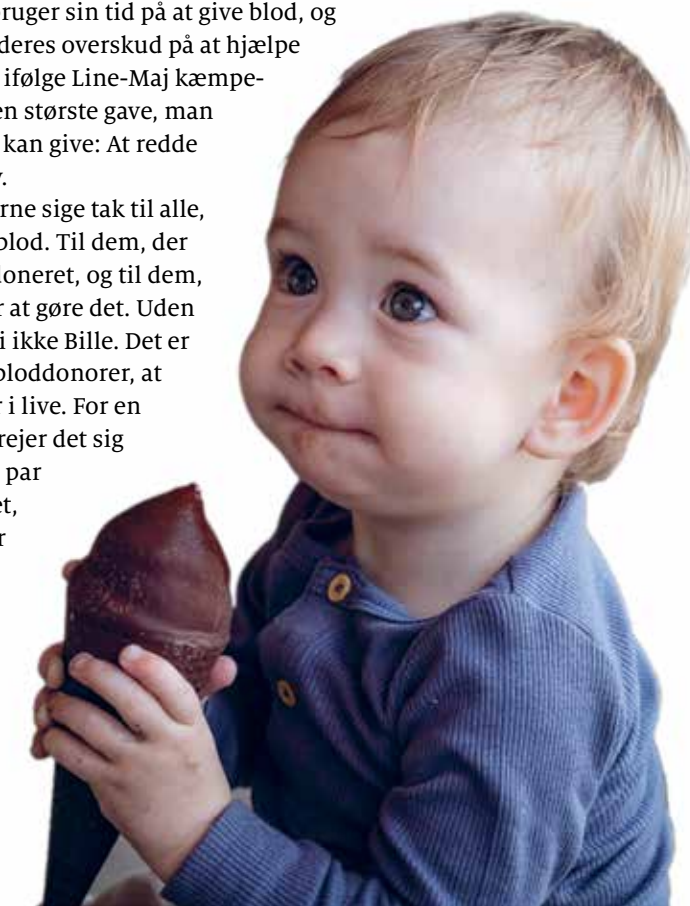 ruger sin tid på at give blod, og
deres overskud på at hjælpe
ifølge Line-Maj kæmpe-
en største gave, man
kan give: At redde
rne sige tak til alle,
blod. Til dem, der
oneret, og til dem,
r at gøre det. Uden
i ikke Bille. Det er
bloddonorer, at
r i live. For en
rejer det sig
par
et,
r